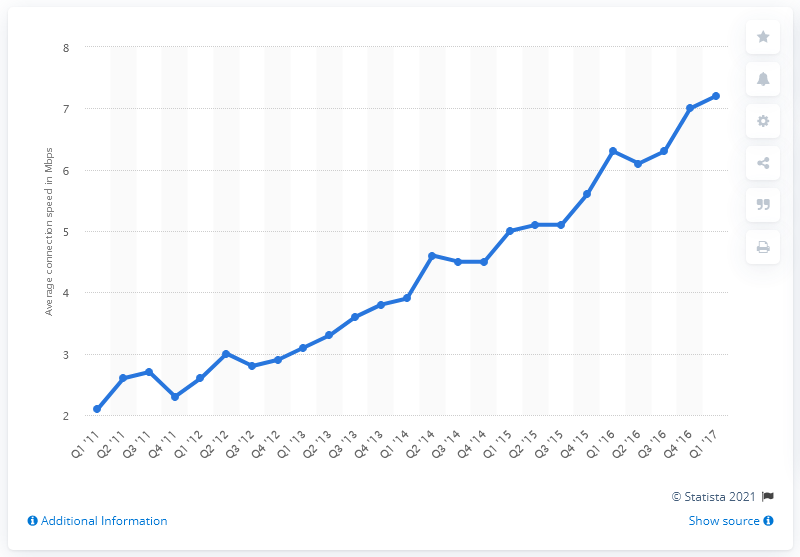 8
7
6
5
4
3
2
Average connection speed in Mbps
Q1 '11
Q2 '11
Q3 '11
Q4 '11
Q1 '12
Q2 '12
Q3 '12
Q4 '12
Q1 '13
Q2 '13
Q3 '13
Q4 '13
Q1 '14
Q2 '14
Q3 '14
Q4 '14
Q1 '15
Q2 '15
Q3 '15
Q4 '15
Q1 '16
Q2 '16
Q3 '16
Q4 '16
Q1 '17
© Statista 2021
Additional Information
Show source